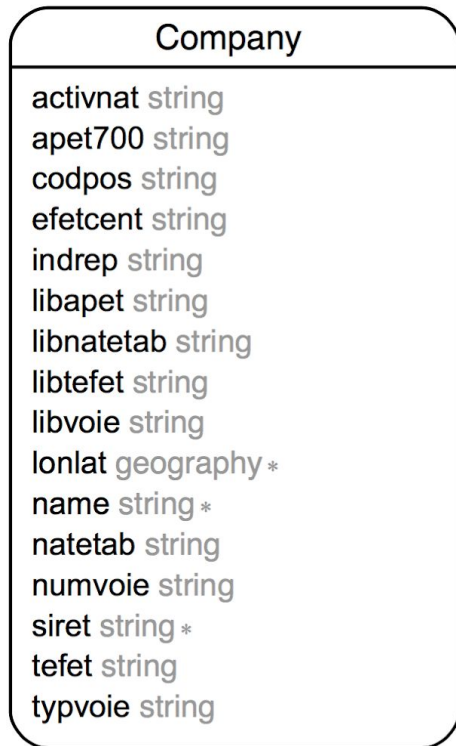 Company
activnat string
apet700 string
codpos string
efetcent string
indrep string
libapet string
libnatetab string
libtefet string
libvoie string
lonlat geography *
name string *
natetab string
numvoie string
siret string *
tefet string
typvoie string